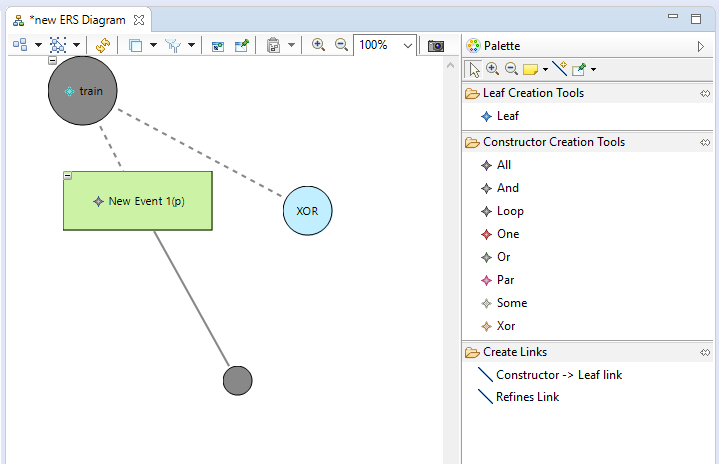 *new ERS Diagram
100%
Palette
train
New Event 1(p)
XOR
Leaf Creation Tools
Leaf
Constructor Creation Tools
All
And
Loop
One
Or
Par
Some
Xor
Create Links
Constructor -> Leaf link
Refines Link